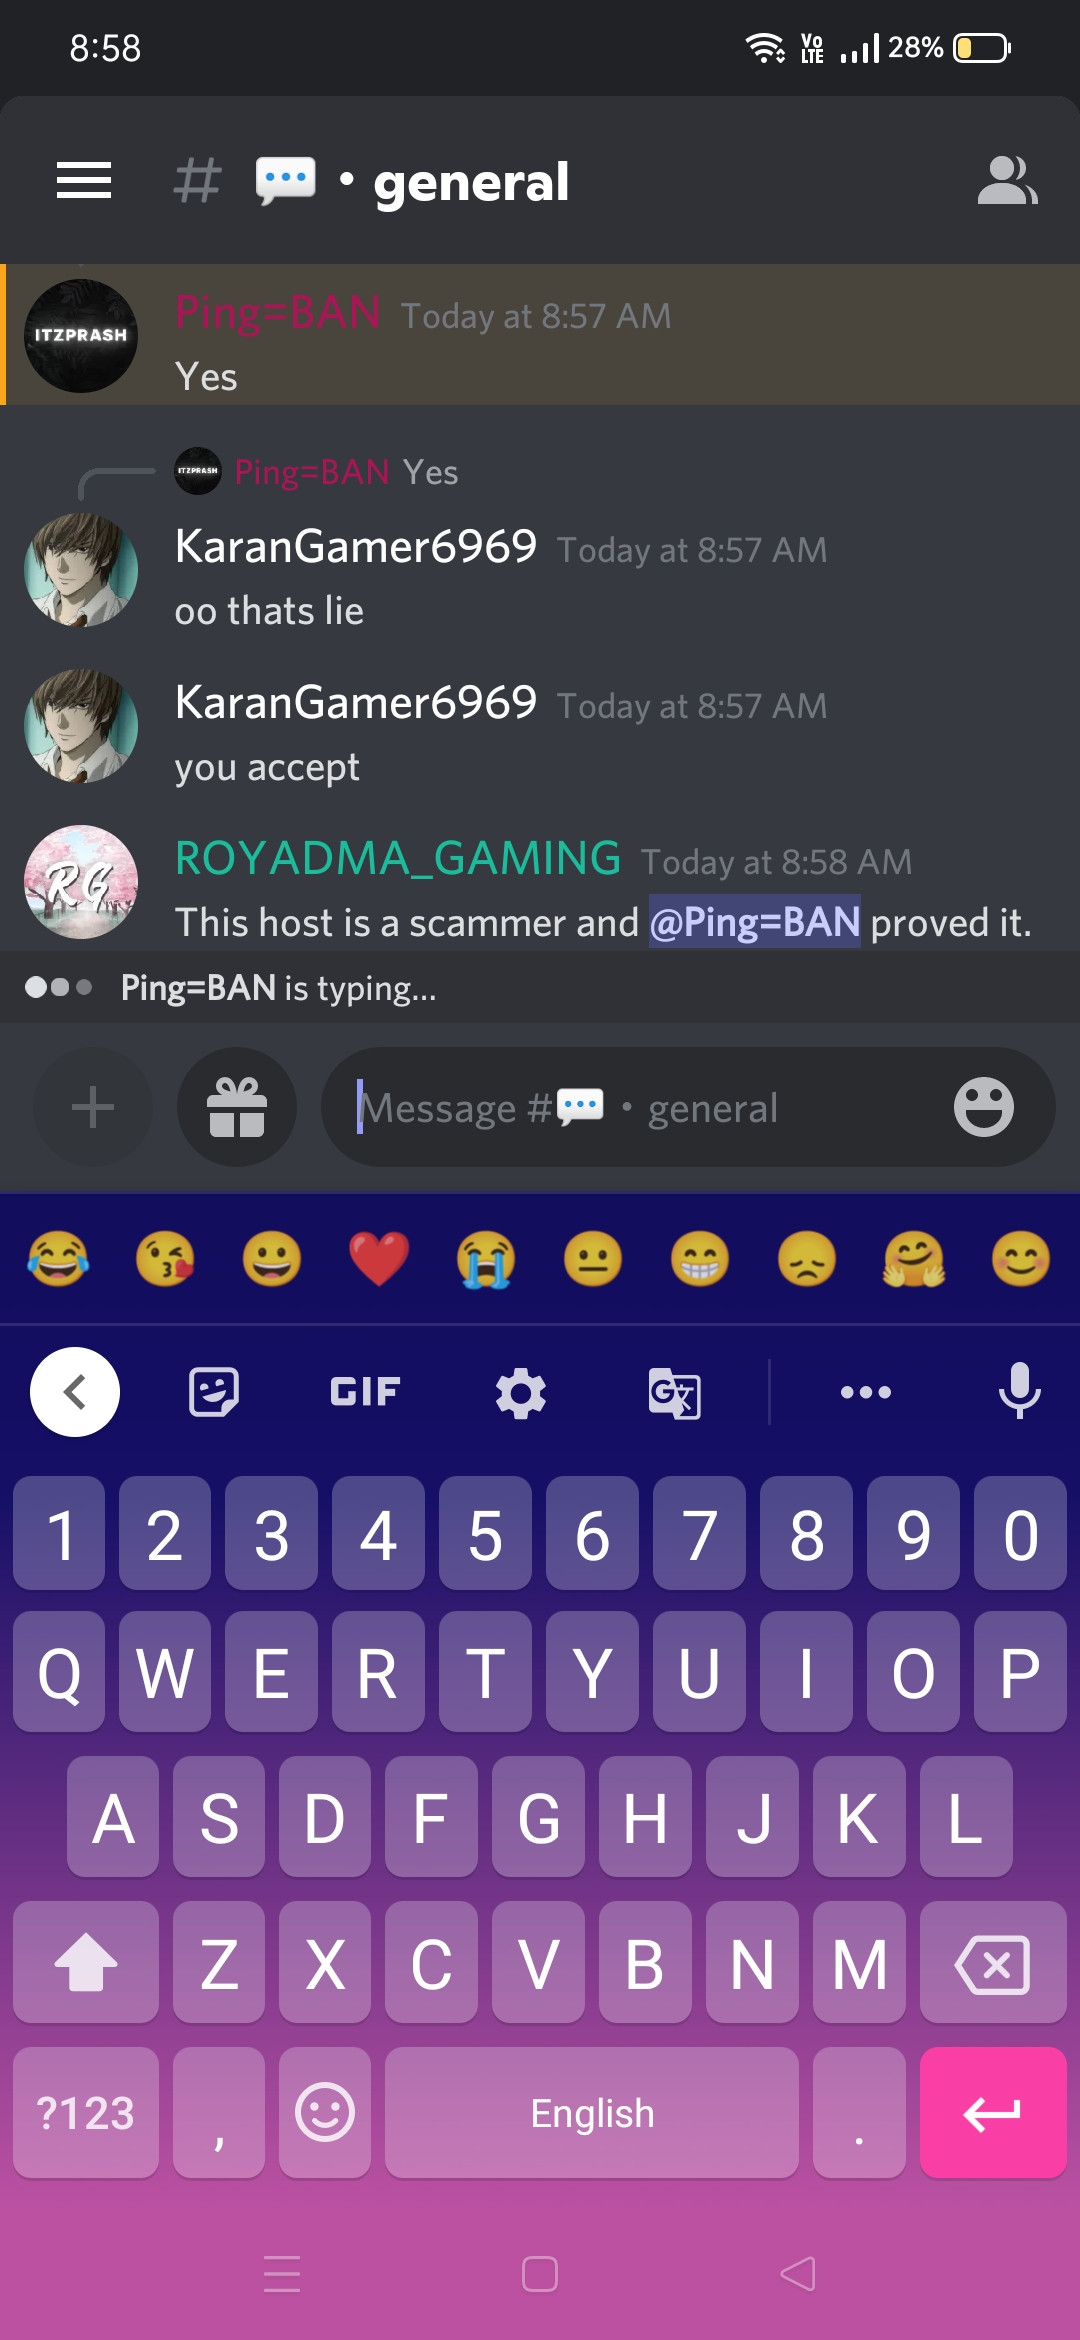 8:58
Vo LTE 28%
# 💬 • general
ITZPRASH
Ping=BAN Today at 8:57 AM
Yes
ITZPRASH Ping=BAN Yes
KaranGamer6969 Today at 8:57 AM
oo thats lie
KaranGamer6969 Today at 8:57 AM
you accept
RG
ROYADMA_GAMING Today at 8:58 AM
This host is a scammer and @Ping=BAN proved it.
Ping=BAN is typing...
Message #💬 • general
GIF G 文
1 2 3 4 5 6 7 8 9 0
Q W E R T Y U I O P
A S D F G H J K L
Z X C V B N M
?123 , English .